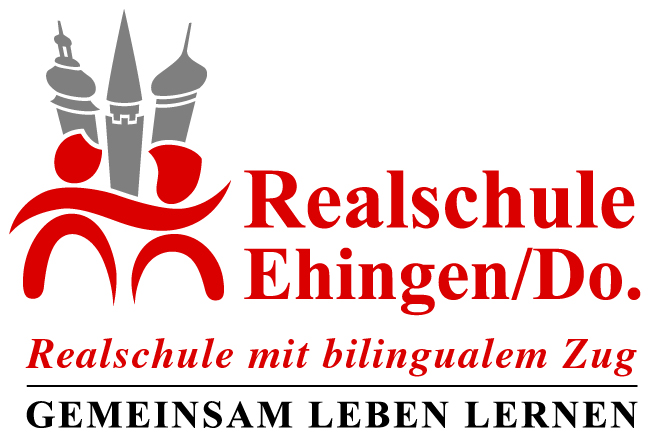 Realschule
Ehingen/Do.
Realschule mit bilingualem Zug
GEMEINSAM LEBEN LERNEN